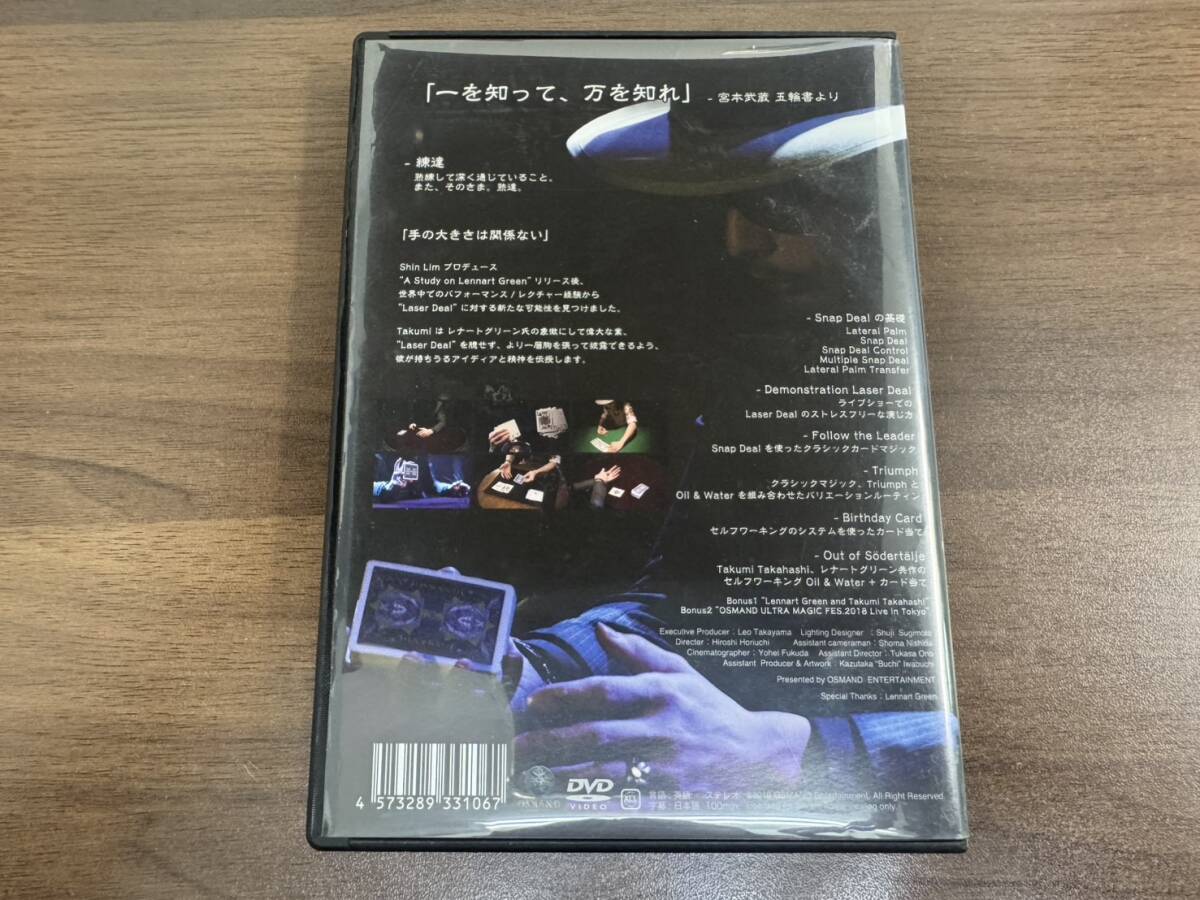 「一を知って、万を知れ」 - 宮本武蔵 五輪書より
- 練達
熟練して深く通じていること。
また、そのさま。熟達。
「手の大きさは関係ない」
Shin Lim プロデュース
"A Study on Lennart Green" リリース後、
世界中でのパフォーマンス / レクチャー経験から
"Laser Deal" に対する新たな可能性を見つけました。
Takumi は レナートグリーン氏の象徴にして偉大な業、
"Laser Deal" を臆せず、より一層胸を張って披露できるよう、
彼が持ちうるアイディアと精神を伝授します。
- Snap Deal の基礎
Lateral Palm
Snap Deal
Snap Deal Control
Multiple Snap Deal
Lateral Palm Transfer
- Demonstration Laser Deal
ライブショーでの
Laser Deal のストレスフリーな演じ方
- Follow the Leader
Snap Deal を使ったクラシックカードマジック
- Triumph
クラシックマジック、Triumph と
Oil & Water を組み合わせたバリエーションルーティン
- Birthday Card
セルフワーキングのシステムを使ったカード当て
- Out of Södertälje
Takumi Takahashi、レナートグリーン共作の
セルフワーキング Oil & Water + カード当て
Bonus1 "Lennart Green and Takumi Takahashi"
Bonus2 "OSMAND ULTRA MAGIC FES.2018 Live in Tokyo"
Executive Producer : Leo Takayama Lighting Designer : Shuji Sugimoto
Director : Hiroshi Horiuchi Assistant cameraman : Shoma Nishida
Cinematographer : Yohei Fukuda Assistant Director : Tukasa Ono
Assistant Producer & Artwork : Kazutaka "Buchi" Iwabuchi
Presented by OSMAND ENTERTAINMENT
Special Thanks : Lennart Green
4 573289 331067
OSMAND
DVD
VIDEO
ALL
言語:英語 ステレオ ©2018 OSMAND Entertainment. All Right Reserved
字幕:日本語 100min only.